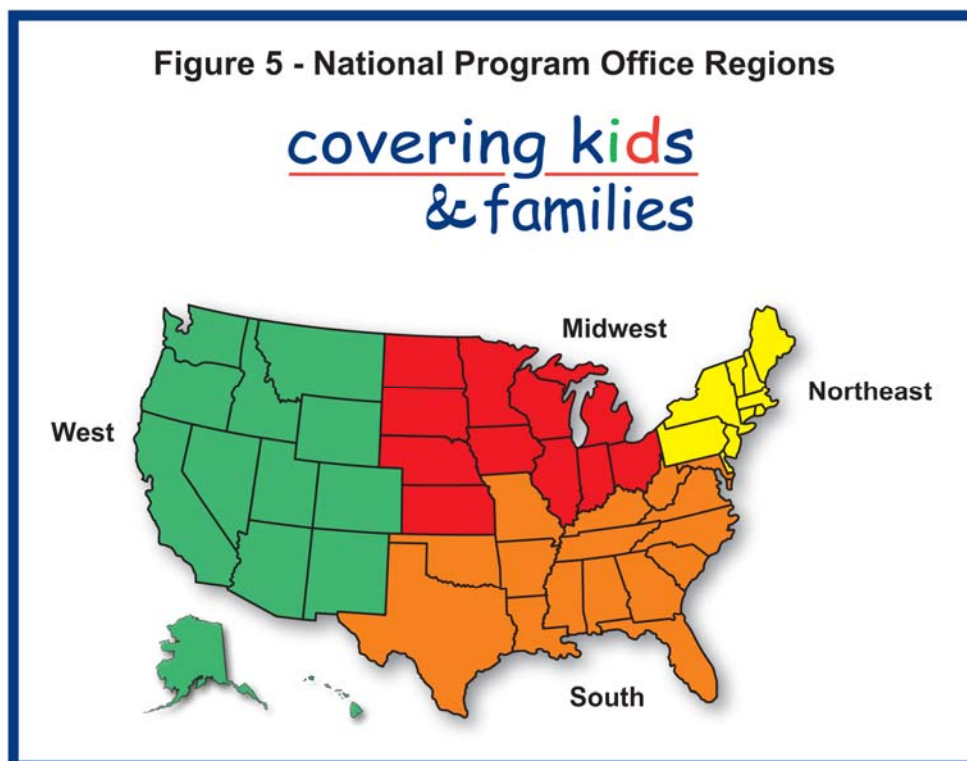 Figure 5 - National Program Office Regions
covering kids
& families
Midwest
Northeast
West
South